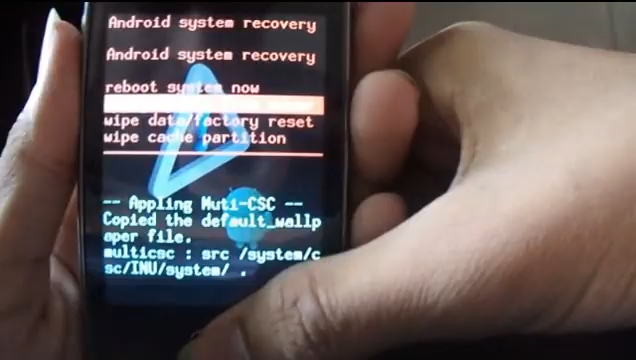 Android system recovery
Android system recovery
reboot system now
wipe data/factory reset
wipe cache partition
-- Appling Muti-CSC --
Copied the default_wallp
aper file.
multicsc : src /system/c
sc/INU/system/ .